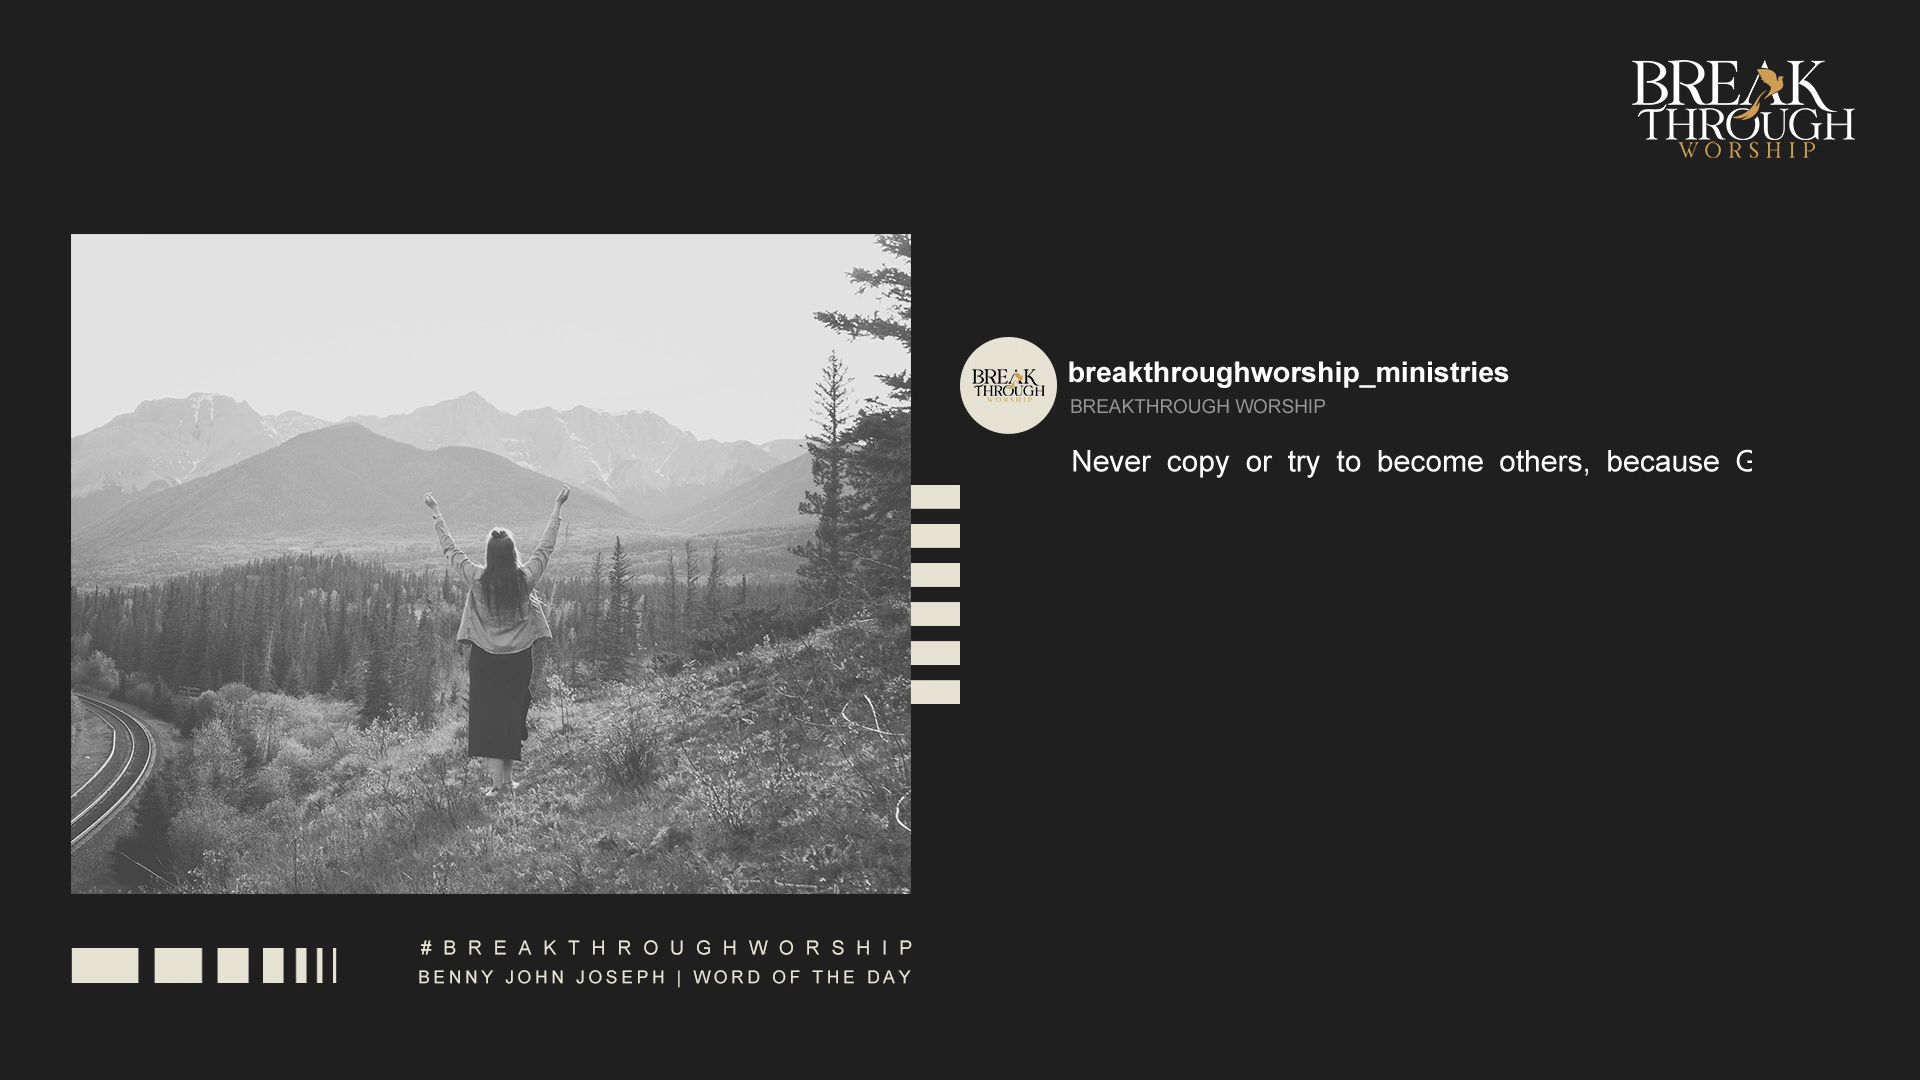 BREAK
THROUGH
WORSHIP
BREAK
THROUGH
WORSHIP
breakthroughworship_ministries
BREAKTHROUGH WORSHIP
Never copy or try to become others, because
#BREAKTHROUGHWORSHIP
BENNY JOHN JOSEPH | WORD OF THE DAY